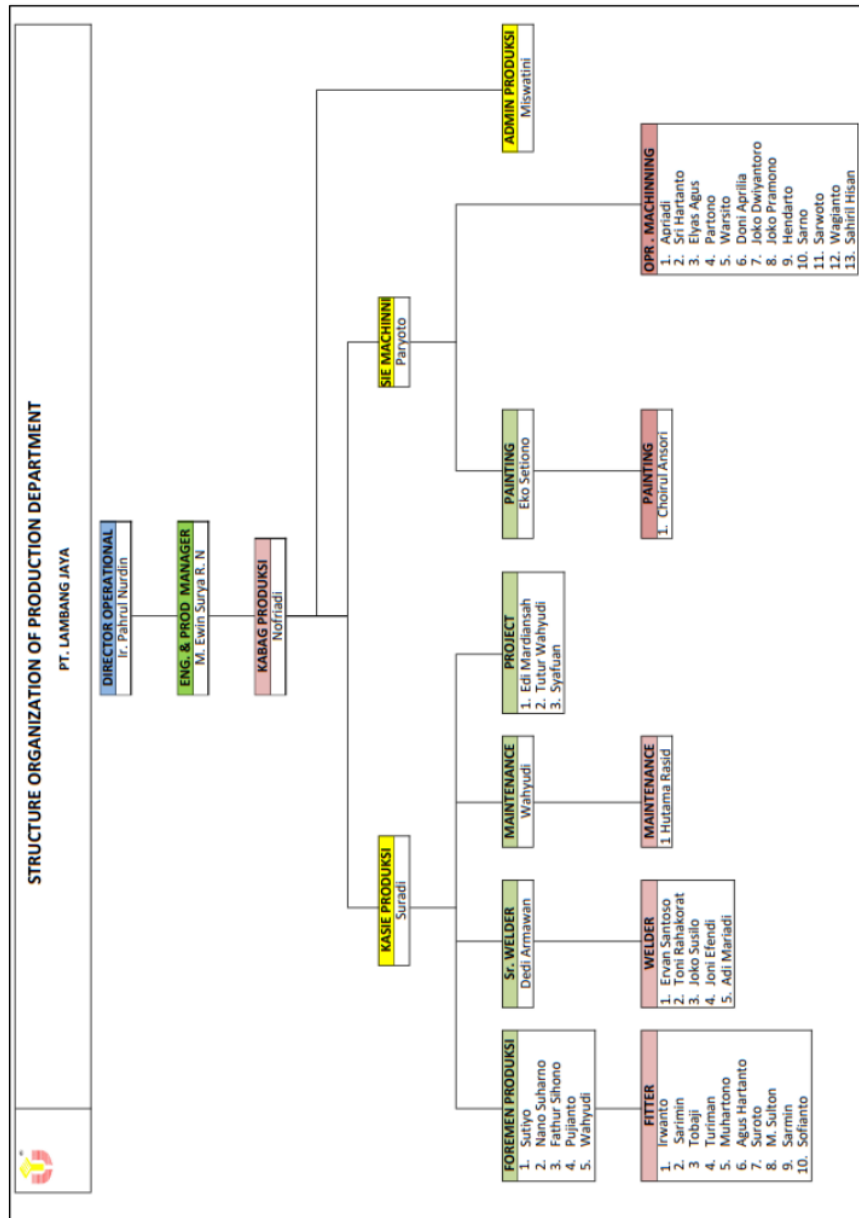 STRUCTURE ORGANIZATION OF PRODUCTION DEPARTMENT
PT. LAMBANG JAYA
DIRECTOR OPERATIONAL
Ir. Pahrul Nurdin
ENG. & PROD MANAGER
M. Ewin Surya R. N
KABAG PRODUKSI
Nofriadi
KASIE PRODUKSI
Suradi
SIE MACHINNI
Paryoto
ADMIN PRODUKSI
Miswatini
FOREMEN PRODUKSI
1. Sutiyo
2. Nano Suharno
3. Fathur Sihono
4. Pujianto
5. Wahyudi
Sr. WELDER
Dedi Armawan
MAINTENANCE
Wahyudi
PROJECT
1. Edi Mardiansah
2. Tutur Wahyudi
3. Syafuan
PAINTING
Eko Setiono
FITTER
1. Irwanto
2. Sarimin
3 Tobaji
4. Turiman
5. Muhartono
6. Agus Hartanto
7. Suroto
8. M. Sulton
9. Sarmin
10. Sofianto
WELDER
1. Ervan Santoso
2. Toni Rahakorat
3. Joko Susilo
4. Joni Efendi
5. Adi Mariadi
MAINTENANCE
1 Hutama Rasid
PAINTING
1. Choirul Ansori
OPR . MACHINNING
1. Apriadi
2. Sri Hartanto
3. Elyas Agus
4. Partono
5. Warsito
6. Doni Aprilia
7. Joko Dwiyantoro
8. Joko Pramono
9. Hendarto
10. Sarno
11. Sarwoto
12. Wagianto
13. Sahiril Hisan